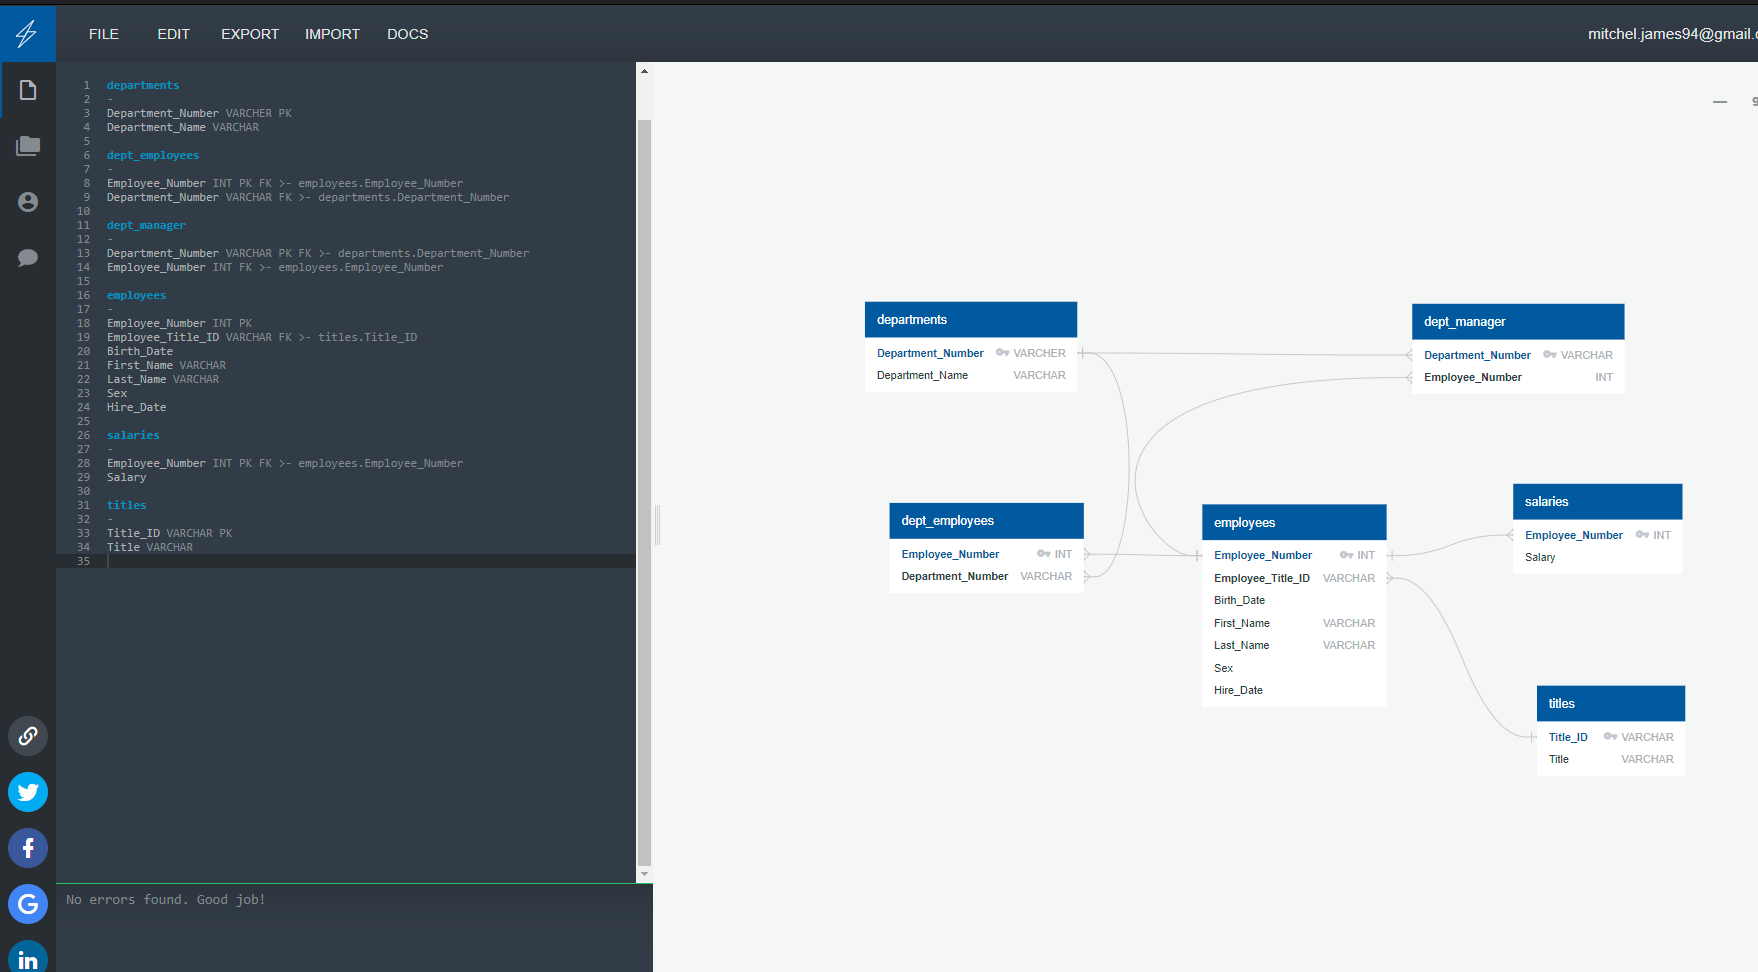 FILE EDIT EXPORT IMPORT DOCS
mitchel.james94@gmail.c
1 departments
2 -
3 Department_Number VARCHER PK
4 Department_Name VARCHAR
5
6 dept_employees
7 -
8 Employee_Number INT PK FK >- employees.Employee_Number
9 Department_Number VARCHAR FK >- departments.Department_Number
10
11 dept_manager
12 -
13 Department_Number VARCHAR PK FK >- departments.Department_Number
14 Employee_Number INT FK >- employees.Employee_Number
15
16 employees
17 -
18 Employee_Number INT PK
19 Employee_Title_ID VARCHAR FK >- titles.Title_ID
20 Birth_Date
21 First_Name VARCHAR
22 Last_Name VARCHAR
23 Sex
24 Hire_Date
25
26 salaries
27 -
28 Employee_Number INT PK FK >- employees.Employee_Number
29 Salary
30
31 titles
32 -
33 Title_ID VARCHAR PK
34 Title VARCHAR
35
No errors found. Good job!
departments
Department_Number VARCHER
Department_Name VARCHAR
dept_manager
Department_Number VARCHAR
Employee_Number INT
dept_employees
Employee_Number INT
Department_Number VARCHAR
employees
Employee_Number INT
Employee_Title_ID VARCHAR
Birth_Date
First_Name VARCHAR
Last_Name VARCHAR
Sex
Hire_Date
salaries
Employee_Number INT
Salary
titles
Title_ID VARCHAR
Title VARCHAR